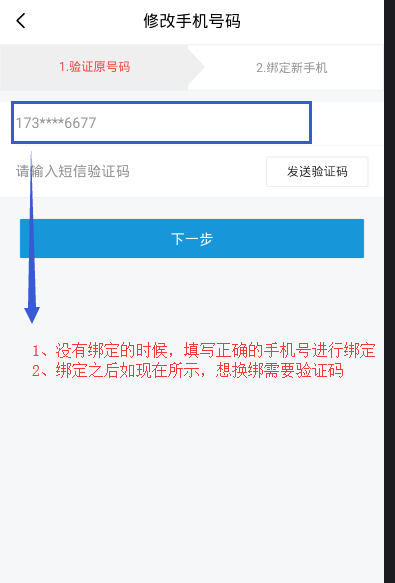 修改手机号码
1.验证原号码
2.绑定新手机
173****6677
请输入短信验证码
发送验证码
下一步
1、没有绑定的时候，填写正确的手机号进行绑定
2、绑定之后如现在所示，想换绑需要验证码